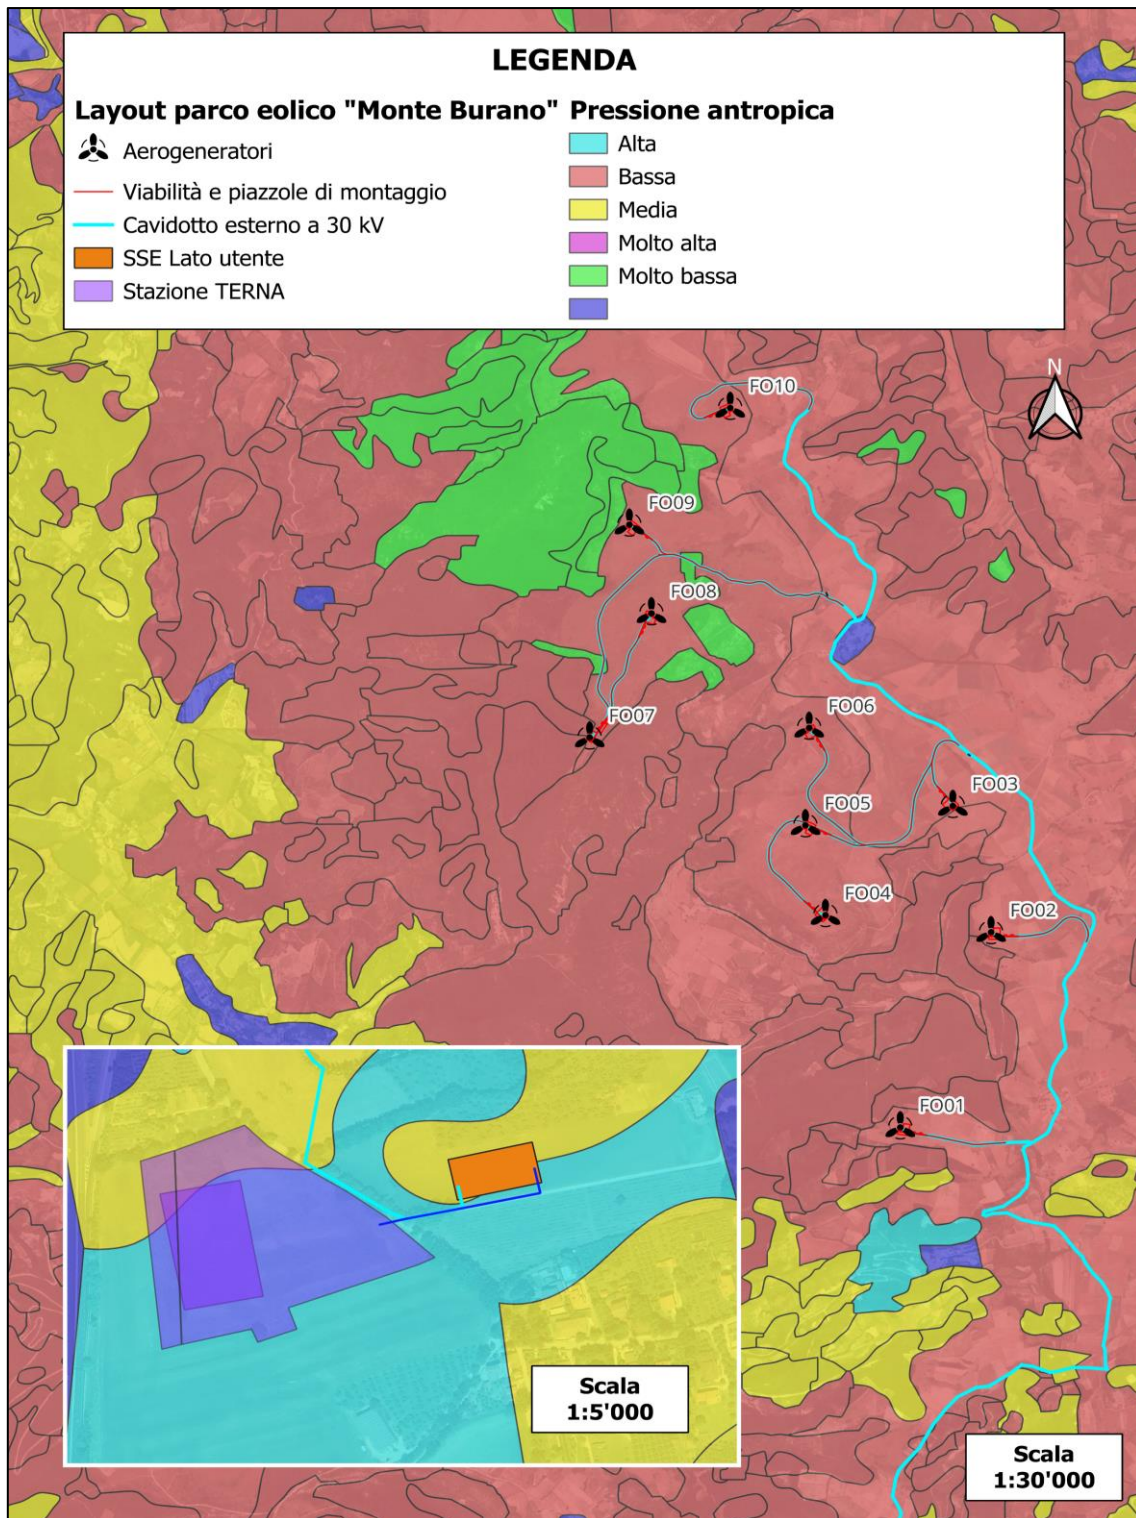 LEGENDA
Layout parco eolico "Monte Burano"
Aerogeneratori
Viabilità e piazzole di montaggio
Cavidotto esterno a 30 kV
SSE Lato utente
Stazione TERNA
Pressione antropica
Alta
Bassa
Media
Molto alta
Molto bassa
N
FO10
FO09
FO08
FO07
FO06
FO03
FO05
FO04
FO02
FO01
Scala
1:5'000
Scala
1:30'000